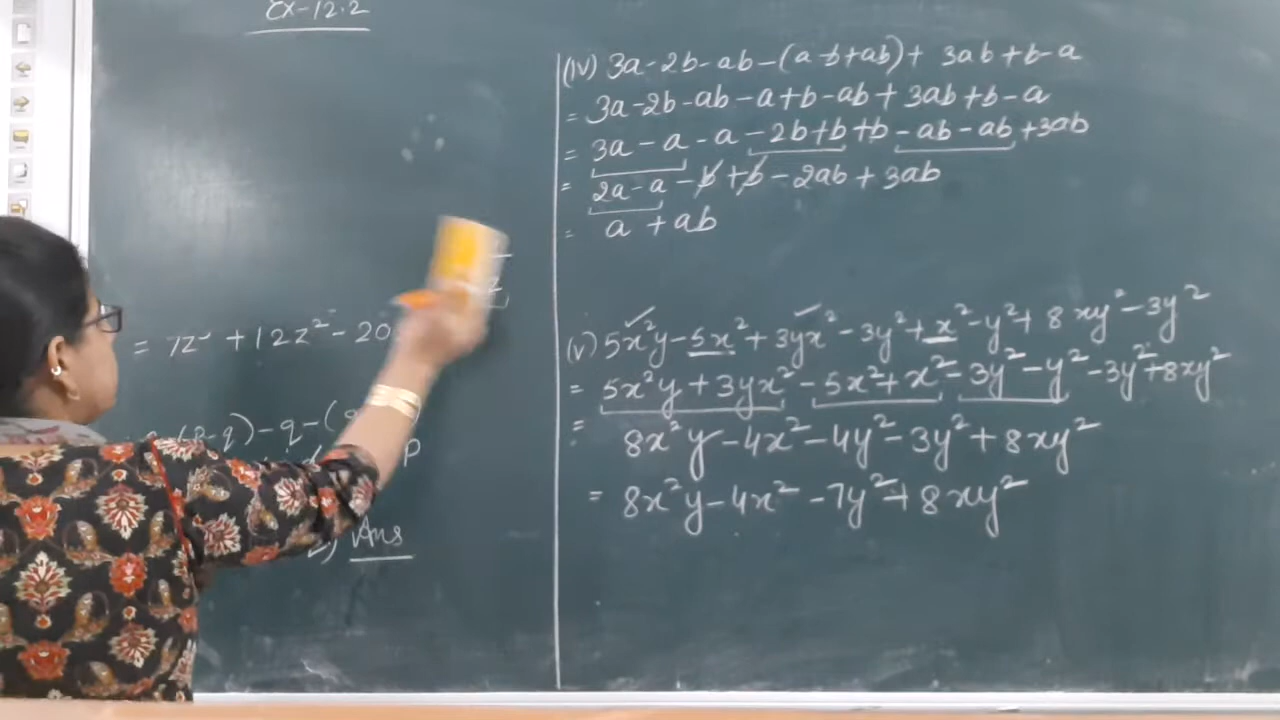 Ex-12.2
= z² + 12z² - 20
- q - (
p
Ans
(iv) 3a-2b-ab-(a-b+ab)+ 3ab+b-a
= 3a-2b-ab-a+b-ab+3ab+b-a
= 3a-a-a-2b+b+b-ab-ab+3ab
= 2a-a-b+b-2ab+3ab
= a + ab
(v) 5x²y-5x²+3yx²-3y²+x²-y²+8xy²-3y²
= 5x²y+3yx²-5x²+x²-3y²-y²-3y²+8xy²
= 8x²y-4x²-4y²-3y²+8xy²
= 8x²y-4x²-7y²+8xy²